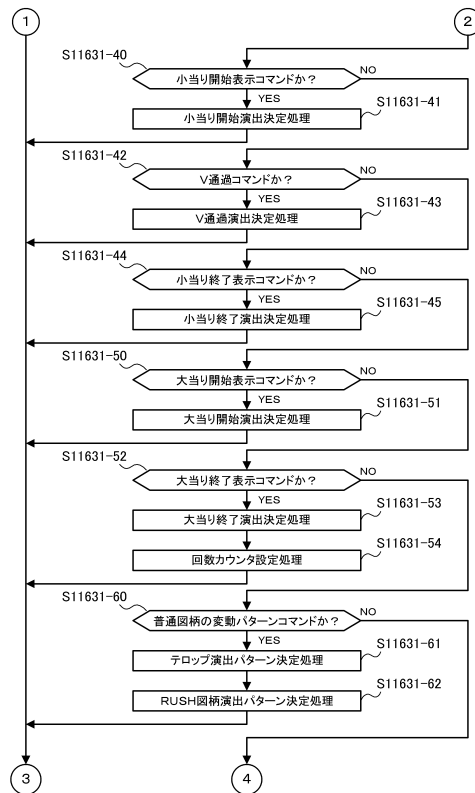 1
2
S11631-40
小当り開始表示コマンドか？
NO
YES
S11631-41
小当り開始演出決定処理
S11631-42
V通過コマンドか？
NO
YES
S11631-43
V通過演出決定処理
S11631-44
小当り終了表示コマンドか？
NO
YES
S11631-45
小当り終了演出決定処理
S11631-50
大当り開始表示コマンドか？
NO
YES
S11631-51
大当り開始演出決定処理
S11631-52
大当り終了表示コマンドか？
NO
YES
S11631-53
大当り終了演出決定処理
S11631-54
回数カウンタ設定処理
S11631-60
普通図柄の変動パターンコマンドか？
NO
YES
S11631-61
テロップ演出パターン決定処理
S11631-62
RUSH図柄演出パターン決定処理
3
4